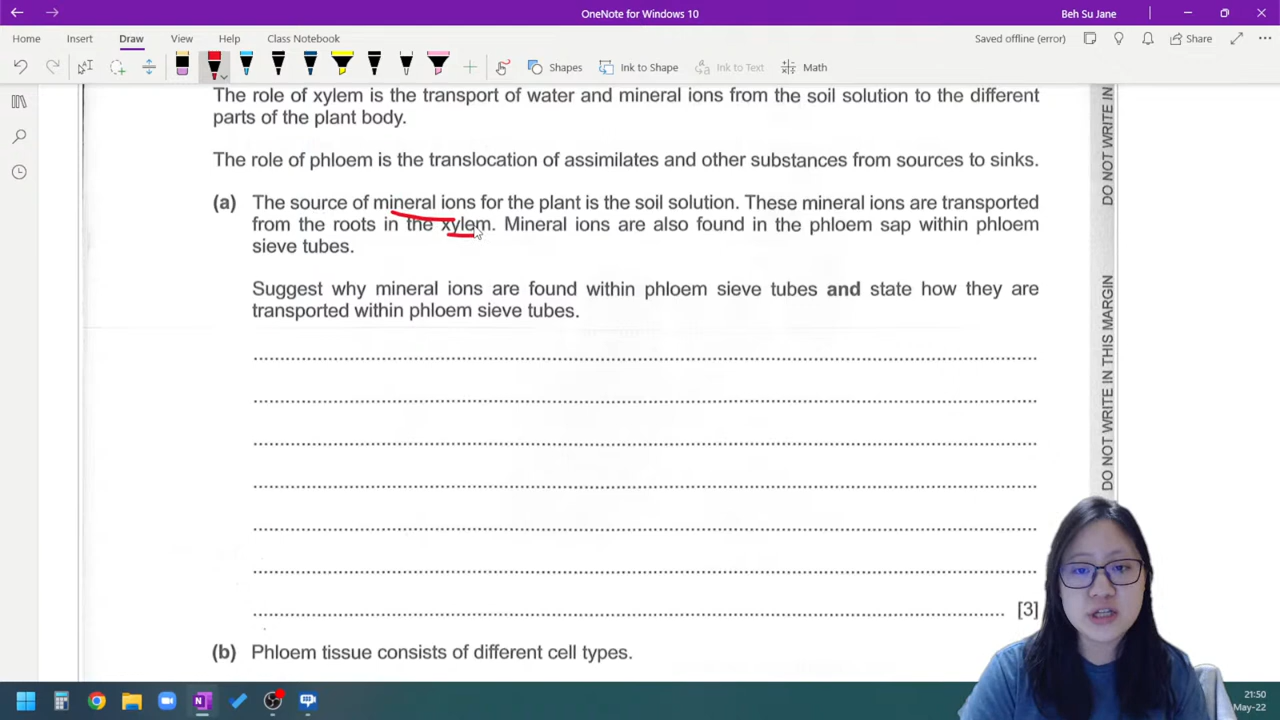 OneNote for Windows 10
Beh Su Jane
Home Insert Draw View Help Class Notebook
Saved offline (error)
Share
Shapes
Ink to Shape
Ink to Text
Math
The role of xylem is the transport of water and mineral ions from the soil solution to the different
parts of the plant body.
The role of phloem is the translocation of assimilates and other substances from sources to sinks.
(a) The source of mineral ions for the plant is the soil solution. These mineral ions are transported
from the roots in the xylem. Mineral ions are also found in the phloem sap within phloem
sieve tubes.
Suggest why mineral ions are found within phloem sieve tubes and state how they are
transported within phloem sieve tubes.
[3]
(b) Phloem tissue consists of different cell types.
DO NOT WRITE IN
DO NOT WRITE IN THIS MARGIN
21:50
May-22